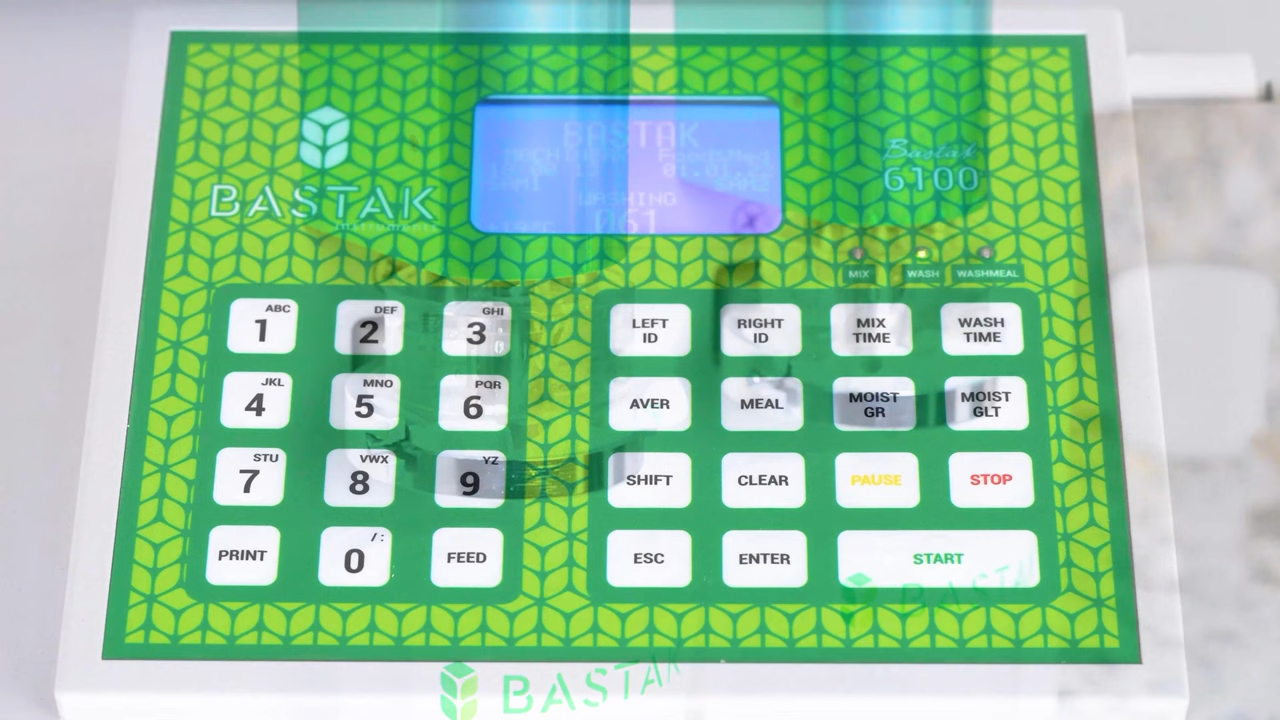 BASTAK
instruments
BASTAK
WASHING
061
Bastak
6100
MIX WASH WASHMEAL
ABC DEF GHI
1 2 3
JKL MNO PQR
4 5 6
STU VWX YZ
7 8 9
/:
PRINT 0 FEED
LEFT ID
RIGHT ID
MIX TIME
WASH TIME
AVER MEAL
MOIST GR
MOIST GLT
SHIFT CLEAR PAUSE STOP
ESC ENTER START
BASTAK
BASTAK